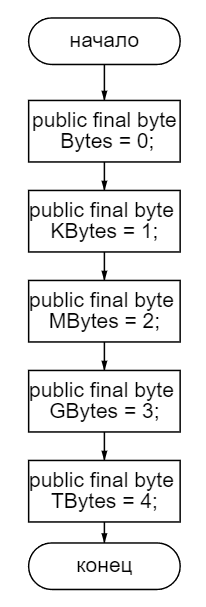 начало
public final byte
Bytes = 0;
public final byte
KBytes = 1;
public final byte
MBytes = 2;
public final byte
GBytes = 3;
public final byte
TBytes = 4;
конец